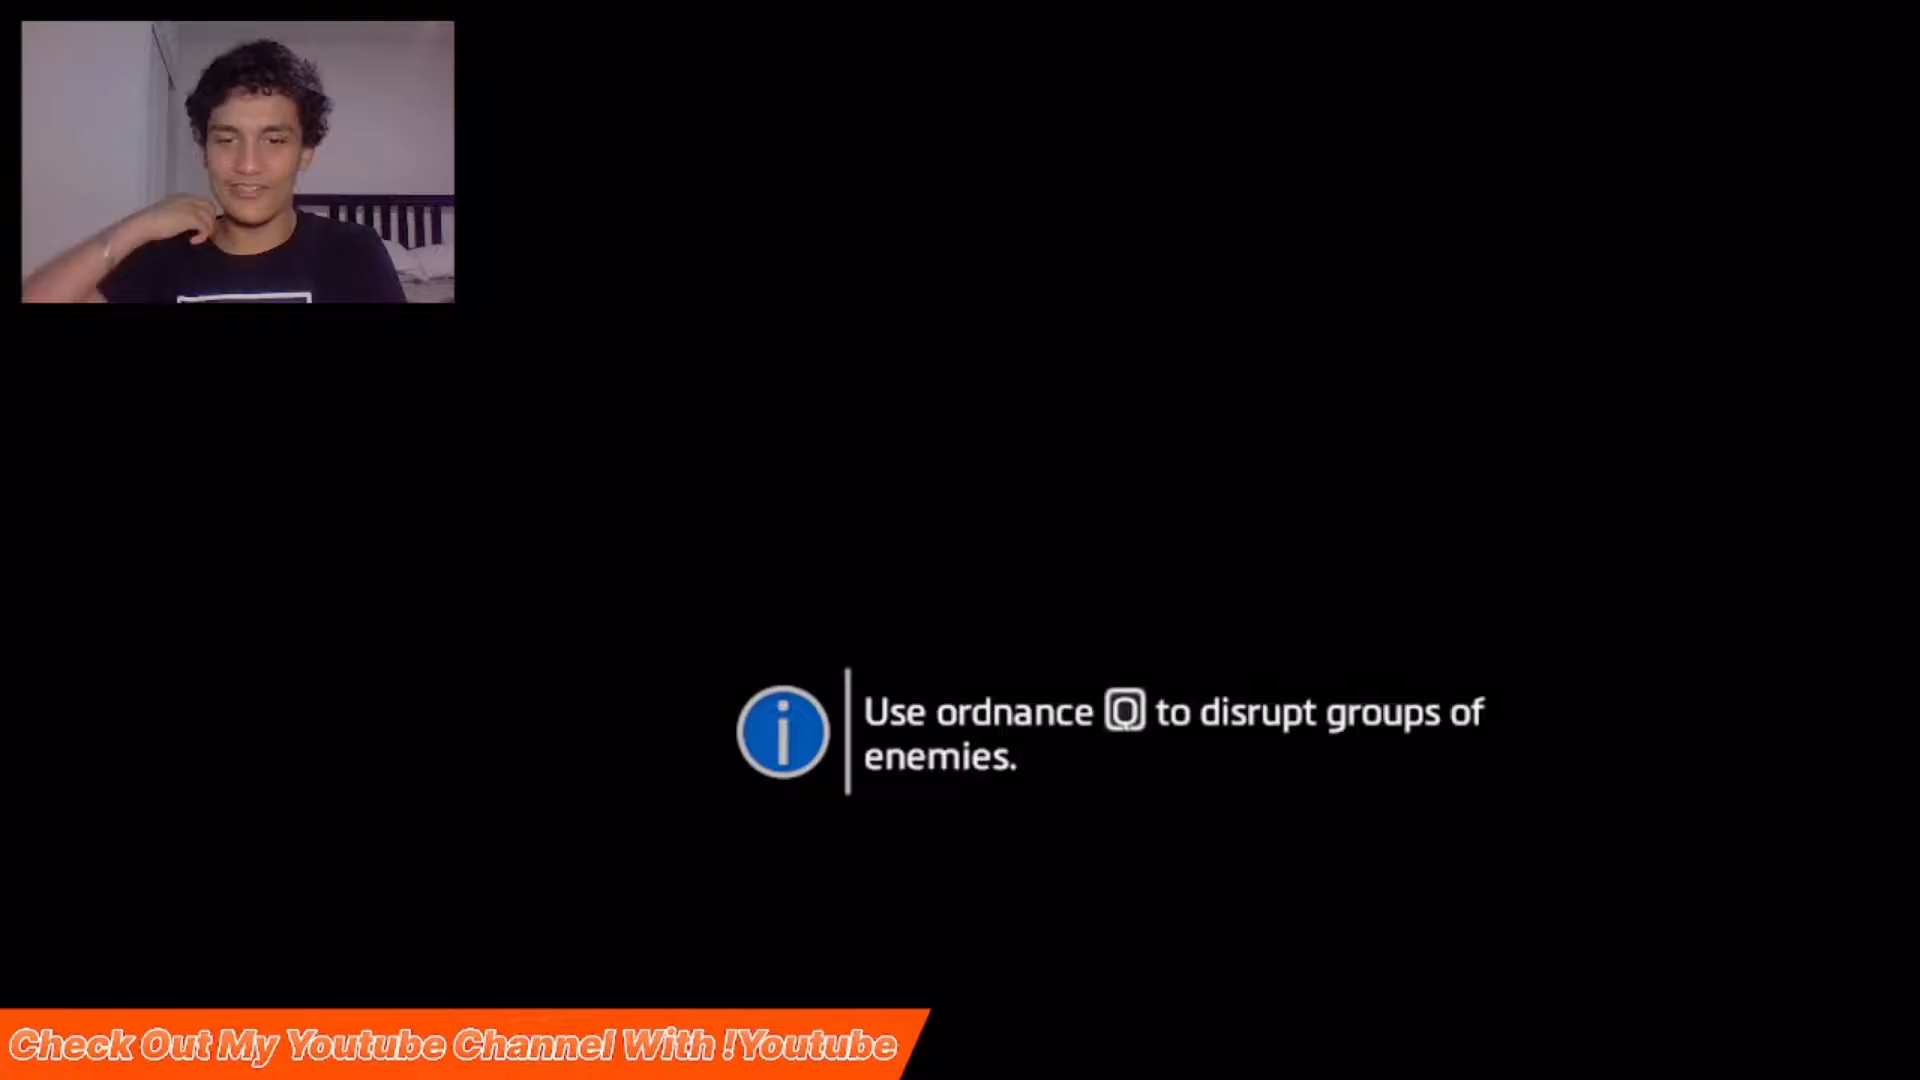 Use ordnance Q to disrupt groups of
enemies.
Check Out My Youtube Channel With !Youtube